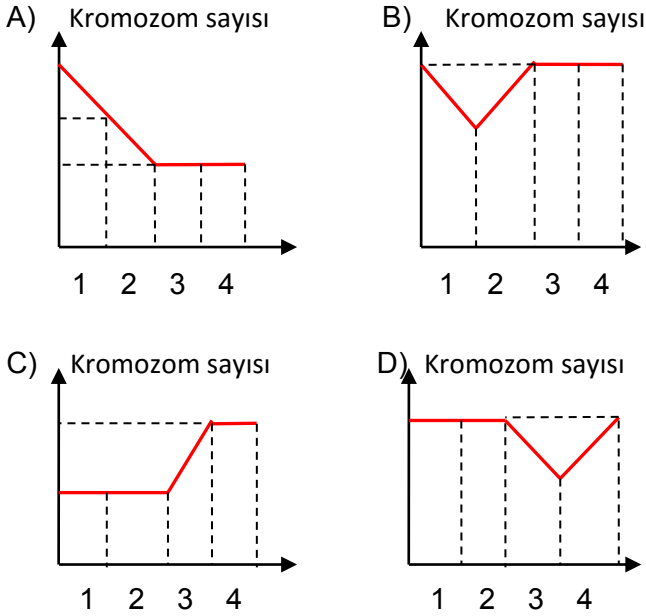 A) Kromozom sayısı
1 2 3 4
B) Kromozom sayısı
1 2 3 4
C) Kromozom sayısı
1 2 3 4
D) Kromozom sayısı
1 2 3 4